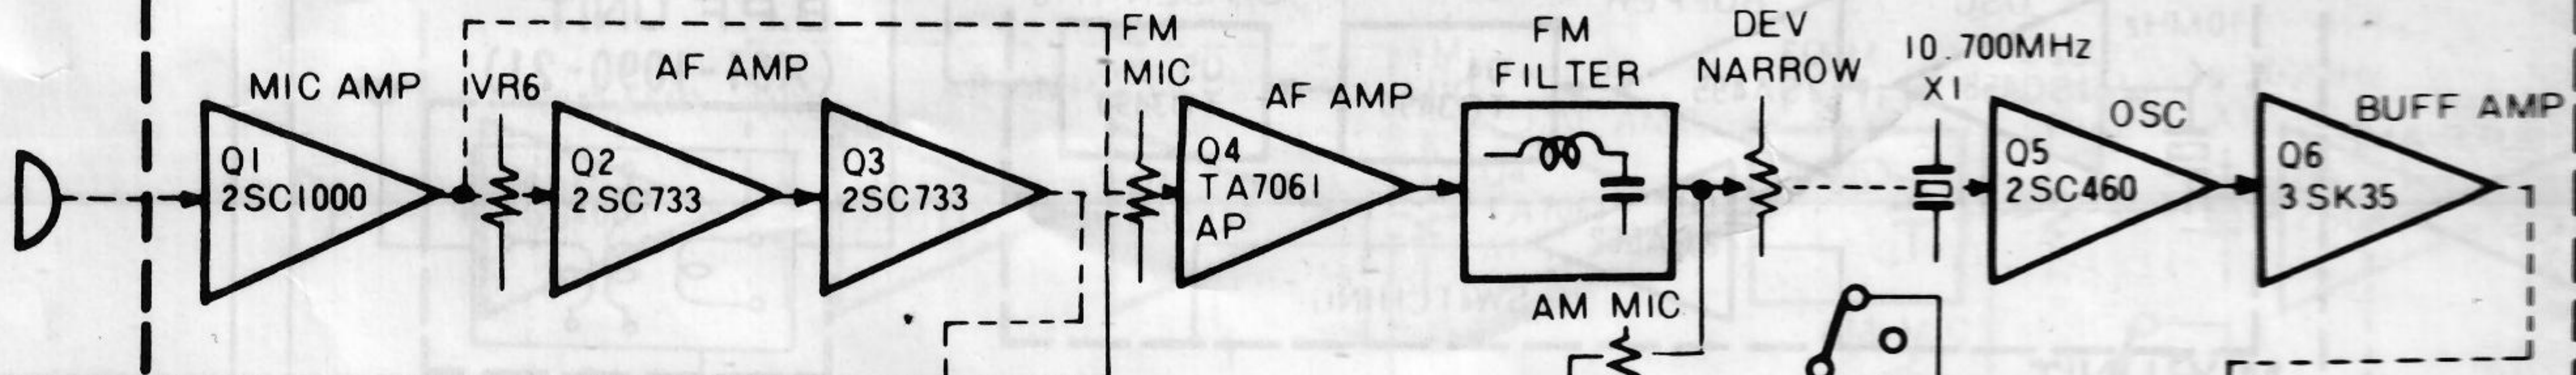 MIC AMP
Q1
2SC1000
VR6
AF AMP
Q2
2SC733
Q3
2SC733
FM
MIC
AF AMP
Q4
TA7061
AP
FM
FILTER
AM MIC
DEV
NARROW
10.700MHz
X1
OSC
Q5
2SC460
BUFF AMP
Q6
3SK35